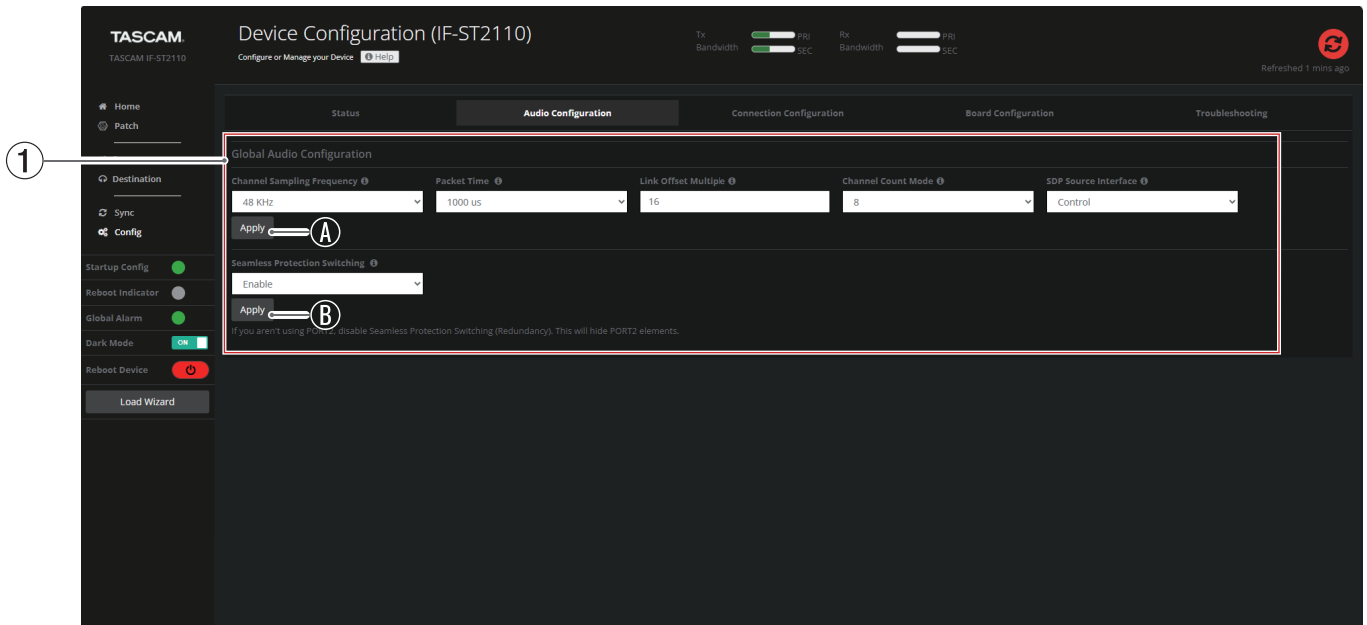 TASCAM
TASCAM IF-ST2110
Device Configuration (IF-ST2110)
Configure or Manage your Device Help
Tx Bandwidth PRI SEC
Rx Bandwidth PRI SEC
Refreshed 1 mins ago
Home
Patch
Destination
Sync
Config
Startup Config
Reboot Indicator
Global Alarm
Dark Mode ON
Reboot Device
Load Wizard
Status Audio Configuration Connection Configuration Board Configuration Troubleshooting
1
Global Audio Configuration
Channel Sampling Frequency Packet Time Link Offset Multiple Channel Count Mode SDP Source Interface
48 KHz 1000 us 16 8 Control
Apply A
Seamless Protection Switching
Enable
Apply B
If you aren't using PORT2, disable Seamless Protection Switching (Redundancy). This will hide PORT2 elements.